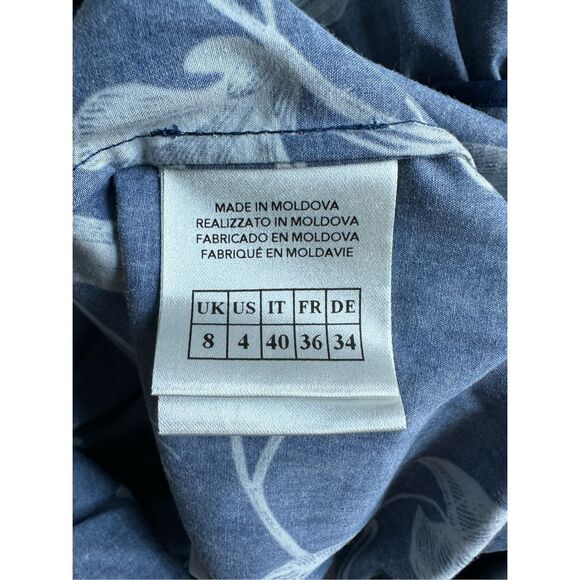 MADE IN MOLDOVA
REALIZZATO IN MOLDOVA
FABRICADO EN MOLDOVA
FABRIQUÉ EN MOLDAVIE
UK US IT FR DE
8 4 40 36 34